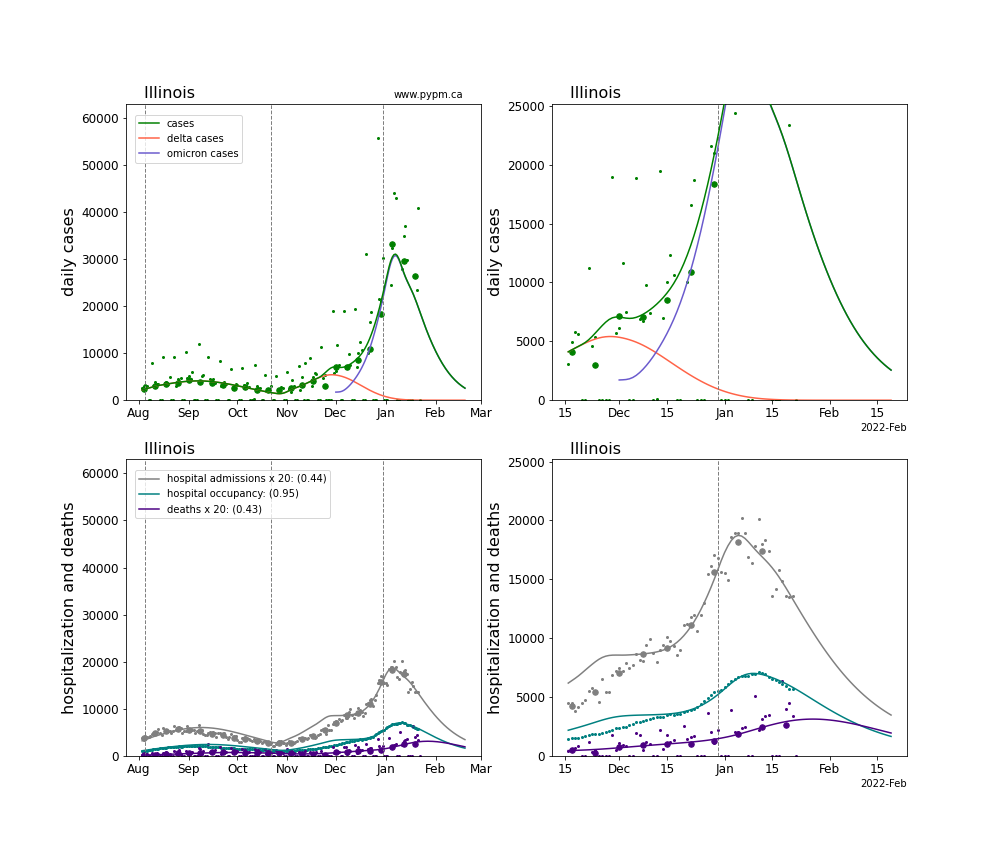 Illinois
www.pypm.ca
Illinois
60000
50000
40000
30000
20000
10000
0
daily cases
cases
delta cases
omicron cases
Aug Sep Oct Nov Dec Jan Feb Mar
25000
20000
15000
10000
5000
0
daily cases
15 Dec 15 Jan 15 Feb 15
2022-Feb
Illinois
Illinois
60000
50000
40000
30000
20000
10000
0
hospitalization and deaths
hospital admissions x 20: (0.44)
hospital occupancy: (0.95)
deaths x 20: (0.43)
Aug Sep Oct Nov Dec Jan Feb Mar
25000
20000
15000
10000
5000
0
hospitalization and deaths
15 Dec 15 Jan 15 Feb 15
2022-Feb